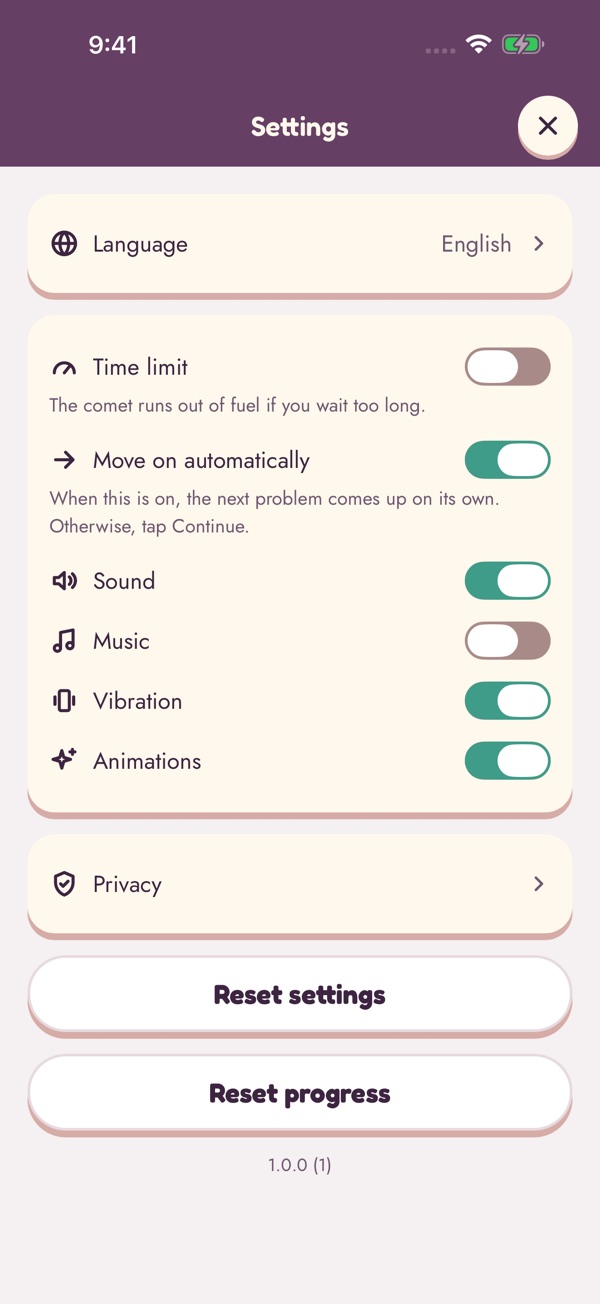 9:41
Settings
Language
English
Time limit
The comet runs out of fuel if you wait too long.
Move on automatically
When this is on, the next problem comes up on its own.
Otherwise, tap Continue.
Sound
Music
Vibration
Animations
Privacy
Reset settings
Reset progress
1.0.0 (1)